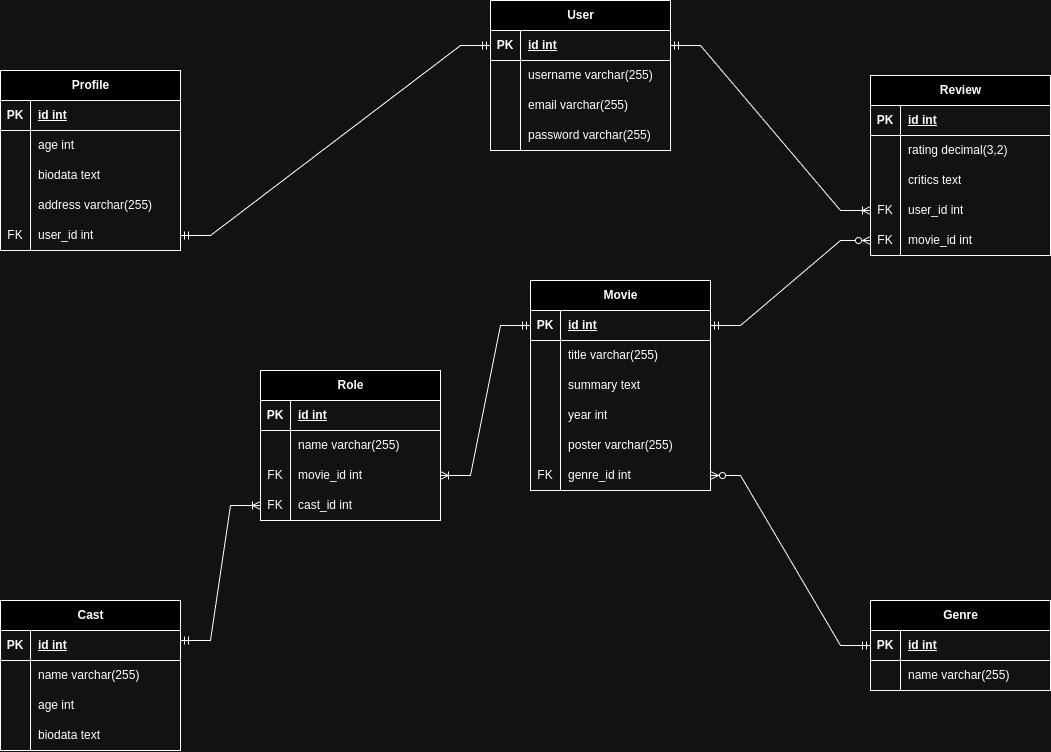 User
PK id int
username varchar(255)
email varchar(255)
password varchar(255)
Profile
PK id int
age int
biodata text
address varchar(255)
FK user_id int
Review
PK id int
rating decimal(3,2)
critics text
FK user_id int
FK movie_id int
Movie
PK id int
title varchar(255)
summary text
year int
poster varchar(255)
FK genre_id int
Role
PK id int
name varchar(255)
FK movie_id int
FK cast_id int
Cast
PK id int
name varchar(255)
age int
biodata text
Genre
PK id int
name varchar(255)